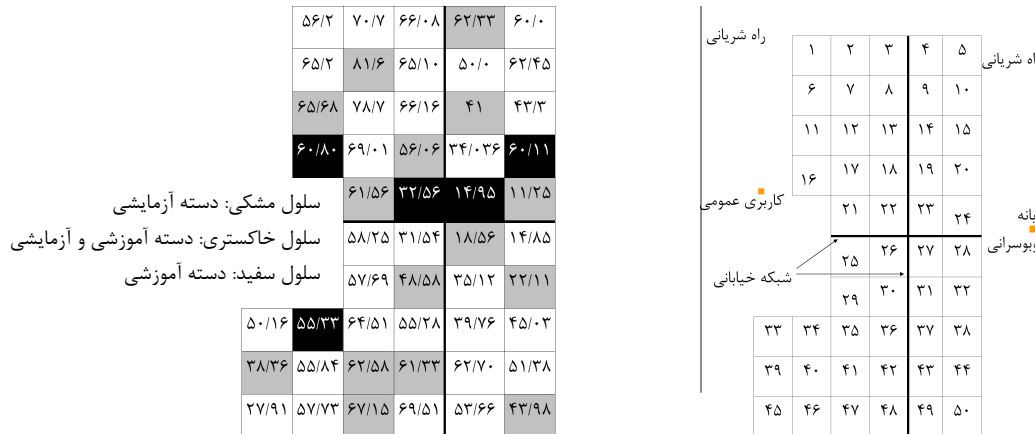 ۵۶/۲ ۷۰/۷ ۶۶/۰۸ ۶۲/۳۳ ۶۰/۰
۶۵/۲ ۸۱/۶ ۶۵/۱۰ ۵۰/۰ ۶۲/۴۵
۶۵/۶۸ ۷۸/۷ ۶۶/۱۶ ۴۱ ۴۳/۳
۶۰/۸۰ ۶۹/۰۱ ۵۶/۰۶ ۳۴/۰۳۶ ۶۰/۱۱
۶۱/۵۶ ۳۲/۵۶ ۱۴/۹۵ ۱۱/۲۵
۵۸/۲۵ ۳۱/۵۴ ۱۸/۵۶ ۱۴/۸۵
۵۷/۶۹ ۴۸/۵۸ ۳۵/۱۲ ۲۲/۱۱
۵۰/۱۶ ۵۵/۳۳ ۶۴/۵۱ ۵۵/۲۸ ۳۹/۷۶ ۴۵/۰۳
۳۸/۳۶ ۵۵/۸۴ ۶۲/۵۸ ۶۱/۳۳ ۶۲/۷۰ ۵۱/۳۸
۲۷/۹۱ ۵۷/۷۳ ۶۷/۱۵ ۶۹/۵۱ ۵۳/۶۶ ۴۳/۹۸
سلول مشکی: دسته آزمایشی
سلول خاکستری: دسته آموزشی و آزمایشی
سلول سفید: دسته آموزشی
راه شریانی
۱ ۲ ۳ ۴ ۵
راه شریانی
۶ ۷ ۸ ۹ ۱۰
۱۱ ۱۲ ۱۳ ۱۴ ۱۵
۱۶ ۱۷ ۱۸ ۱۹ ۲۰
کاربری عمومی
۲۱ ۲۲ ۲۳ ۲۴
۲۵ ۲۶ ۲۷ ۲۸
شبکه خیابانی
۲۹ ۳۰ ۳۱ ۳۲
۳۳ ۳۴ ۳۵ ۳۶ ۳۷ ۳۸
۳۹ ۴۰ ۴۱ ۴۲ ۴۳ ۴۴
۴۵ ۴۶ ۴۷ ۴۸ ۴۹ ۵۰